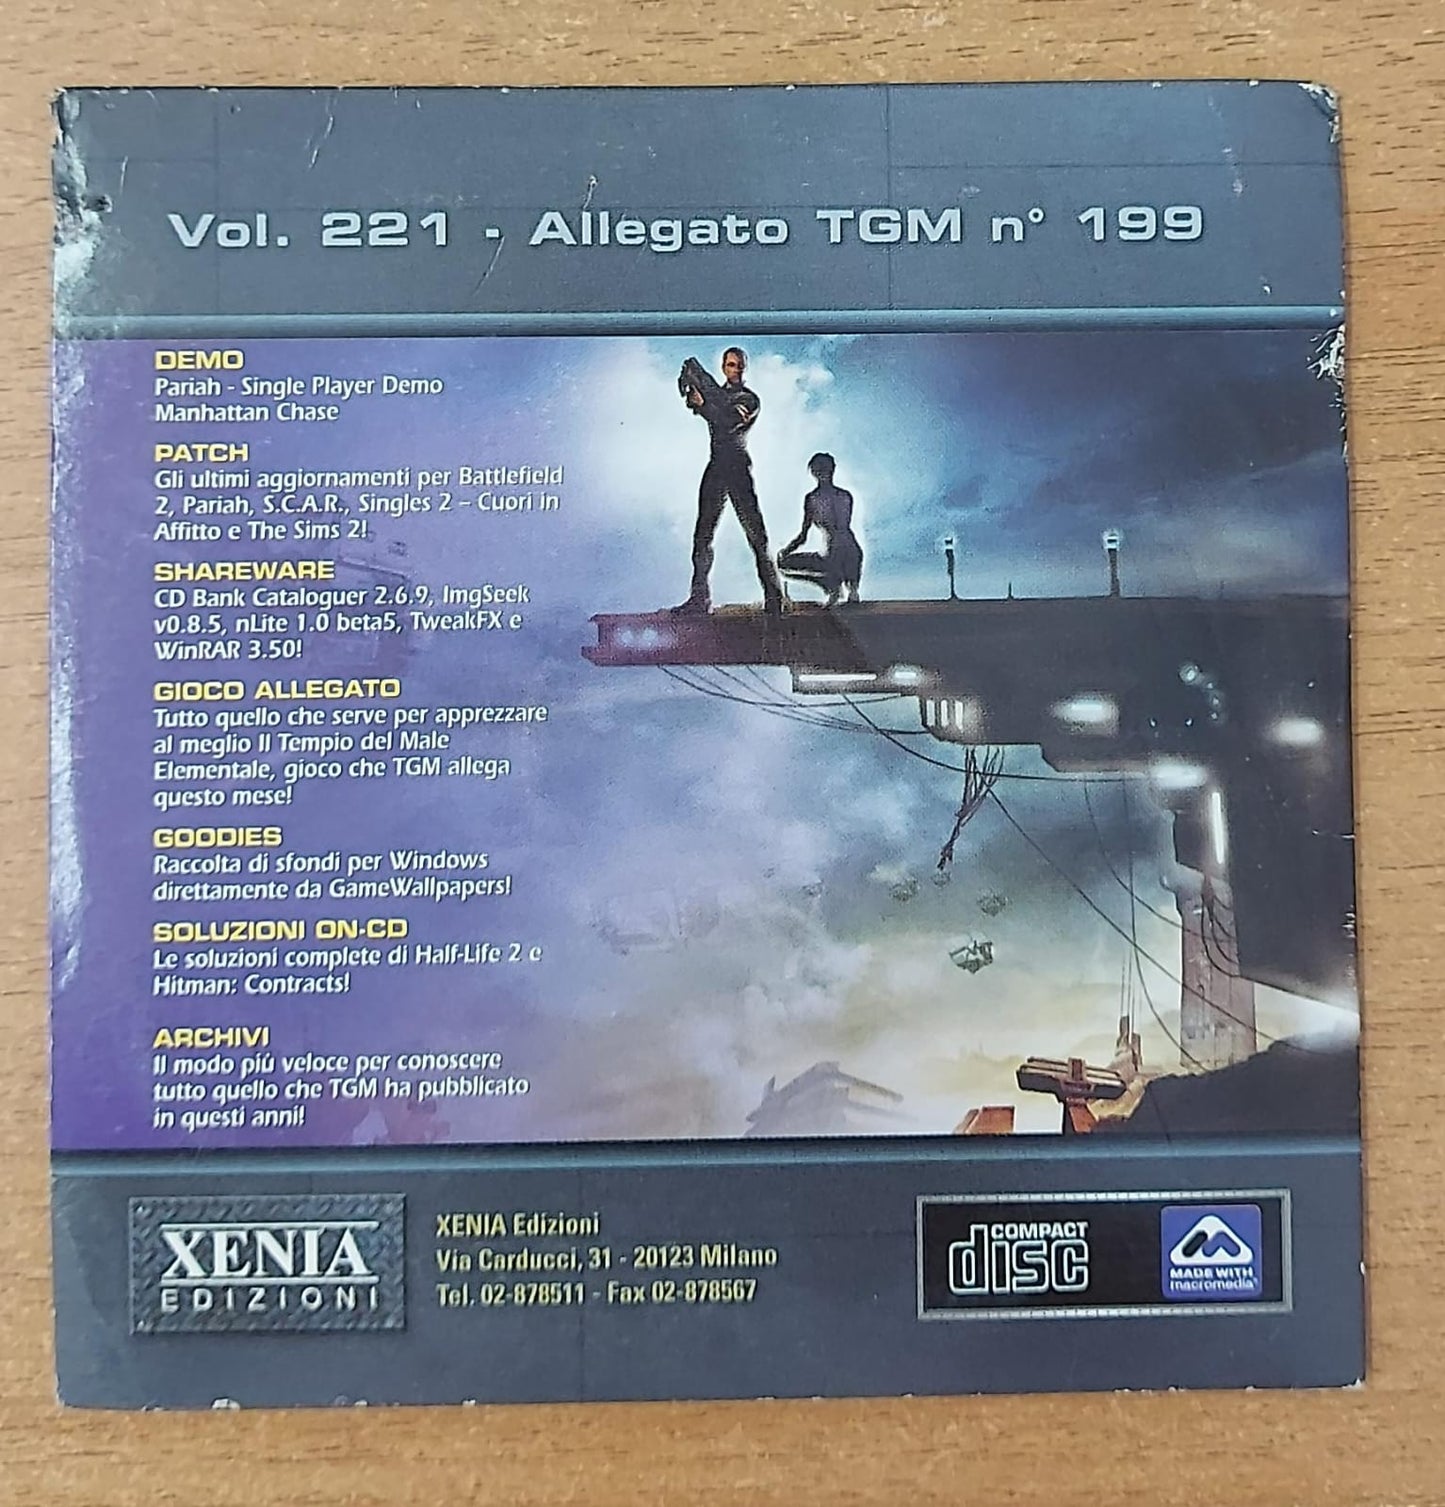 Vol. 221 - Allegato TGM n° 199
DEMO
Pariah - Single Player Demo
Manhattan Chase
PATCH
Gli ultimi aggiornamenti per Battlefield
2, Pariah, S.C.A.R., Singles 2 – Cuori in
Affitto e The Sims 2!
SHAREWARE
CD Bank Cataloguer 2.6.9, ImgSeek
v0.8.5, nLite 1.0 beta5, TweakFX e
WinRAR 3.50!
GIOCO ALLEGATO
Tutto quello che serve per apprezzare
al meglio Il Tempio del Male
Elementale, gioco che TGM allega
questo mese!
GOODIES
Raccolta di sfondi per Windows
direttamente da GameWallpapers!
SOLUZIONI ON-CD
Le soluzioni complete di Half-Life 2 e
Hitman: Contracts!
ARCHIVI
Il modo piú veloce per conoscere
tutto quello che TGM ha pubblicato
in questi anni!
XENIA
EDIZIONI
XENIA Edizioni
Via Carducci, 31 - 20123 Milano
Tel. 02-878511 - Fax 02-878567
COMPACT
disc
MADE WITH
macromedia